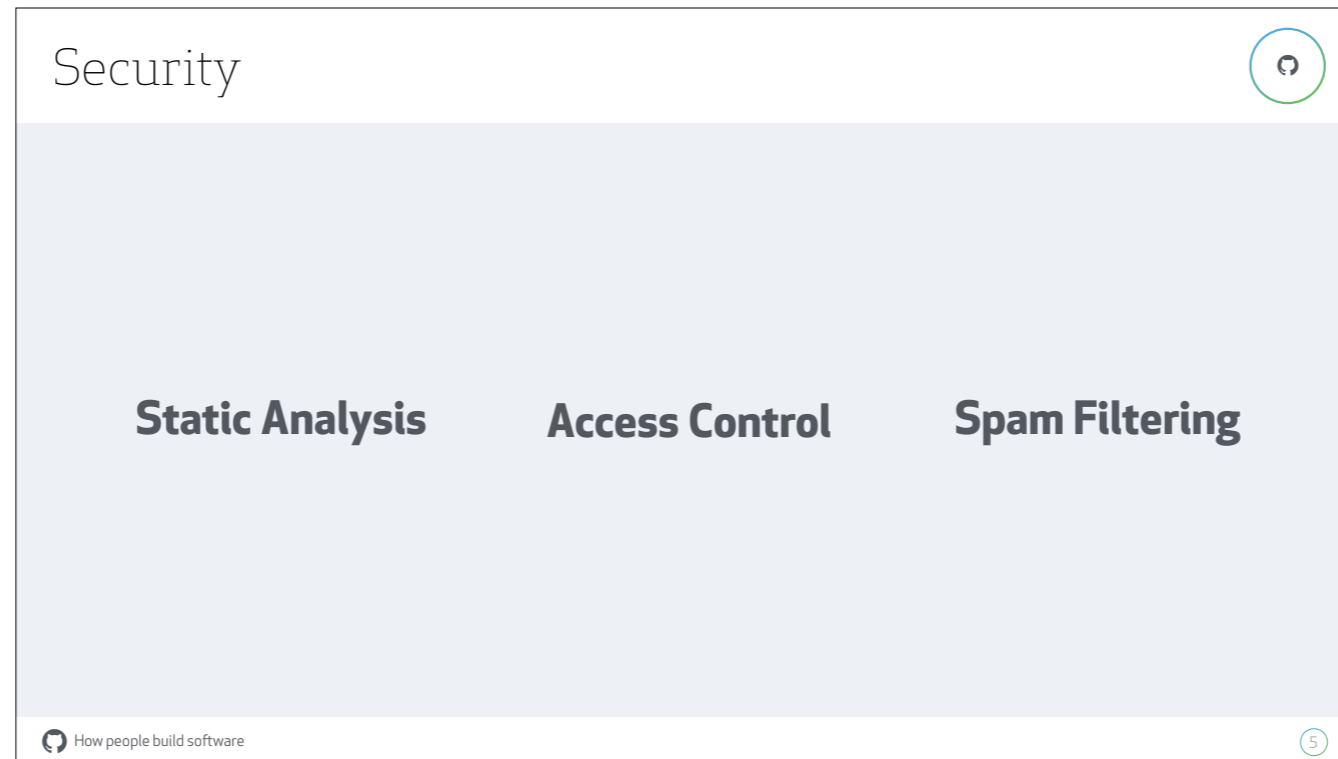 Security
Static Analysis
Access Control
Spam Filtering
How people build software
5